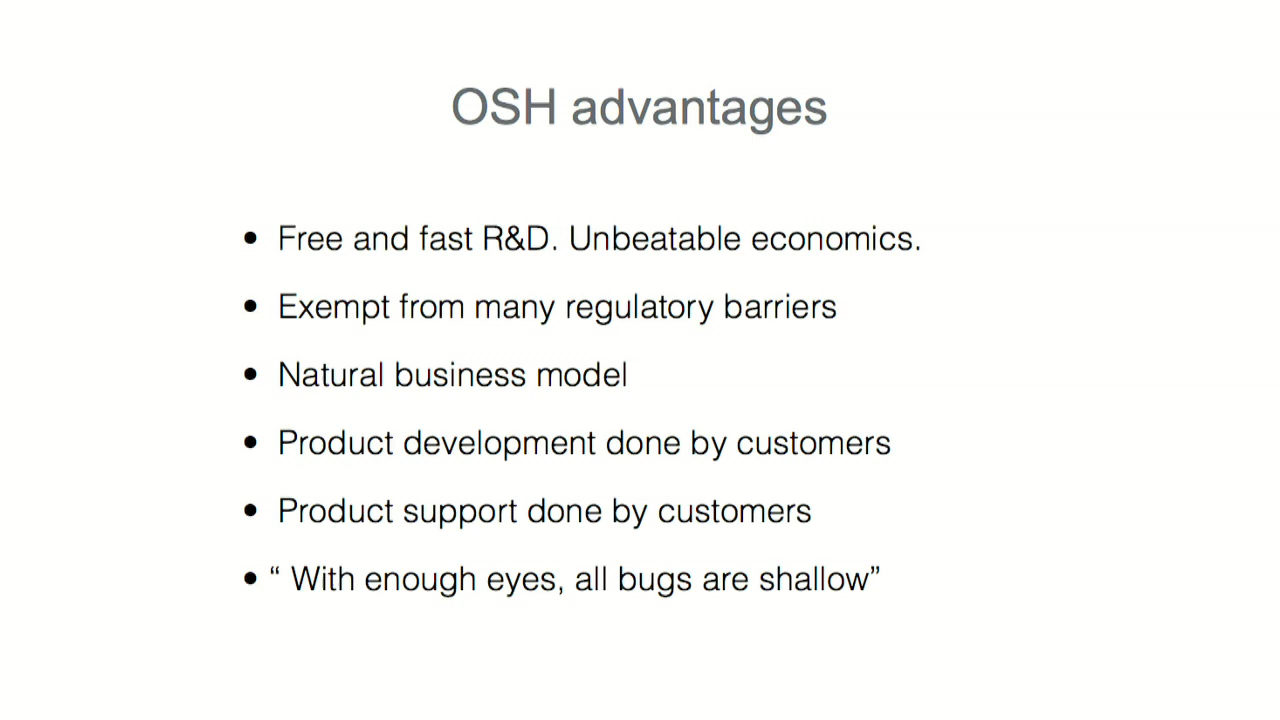 OSH advantages
• Free and fast R&D. Unbeatable economics.
• Exempt from many regulatory barriers
• Natural business model
• Product development done by customers
• Product support done by customers
• “ With enough eyes, all bugs are shallow”